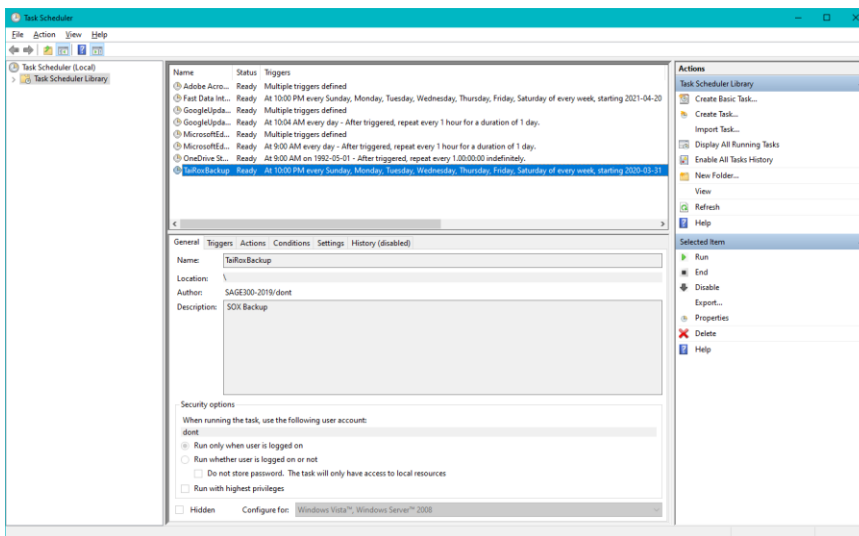 Task Scheduler
File Action View Help
Task Scheduler (Local)
Task Scheduler Library
Name Status Triggers
Adobe Acro... Ready Multiple triggers defined
Fast Data Int... Ready At 10:00 PM every Sunday, Monday, Tuesday, Wednesday, Thursday, Friday, Saturday of every week, starting 2021-04-20
GoogleUpda... Ready Multiple triggers defined
GoogleUpda... Ready At 10:04 AM every day - After triggered, repeat every 1 hour for a duration of 1 day.
MicrosoftEd... Ready Multiple triggers defined
MicrosoftEd... Ready At 9:00 AM every day - After triggered, repeat every 1 hour for a duration of 1 day.
OneDrive St... Ready At 9:00 AM on 1992-05-01 - After triggered, repeat every 1.00:00:00 indefinitely.
TaiRoxBackup Ready At 10:00 PM every Sunday, Monday, Tuesday, Wednesday, Thursday, Friday, Saturday of every week, starting 2020-03-31
General Triggers Actions Conditions Settings History (disabled)
Name: TaiRoxBackup
Location: \
Author: SAGE300-2019/dont
Description: SOX Backup
Security options
When running the task, use the following user account:
dont
Run only when user is logged on
Run whether user is logged on or not
Do not store password. The task will only have access to local resources
Run with highest privileges
Hidden Configure for: Windows Vista™, Windows Server™ 2008
Actions
Task Scheduler Library
Create Basic Task...
Create Task...
Import Task...
Display All Running Tasks
Enable All Tasks History
New Folder...
View
Refresh
Help
Selected Item
Run
End
Disable
Export...
Properties
Delete
Help